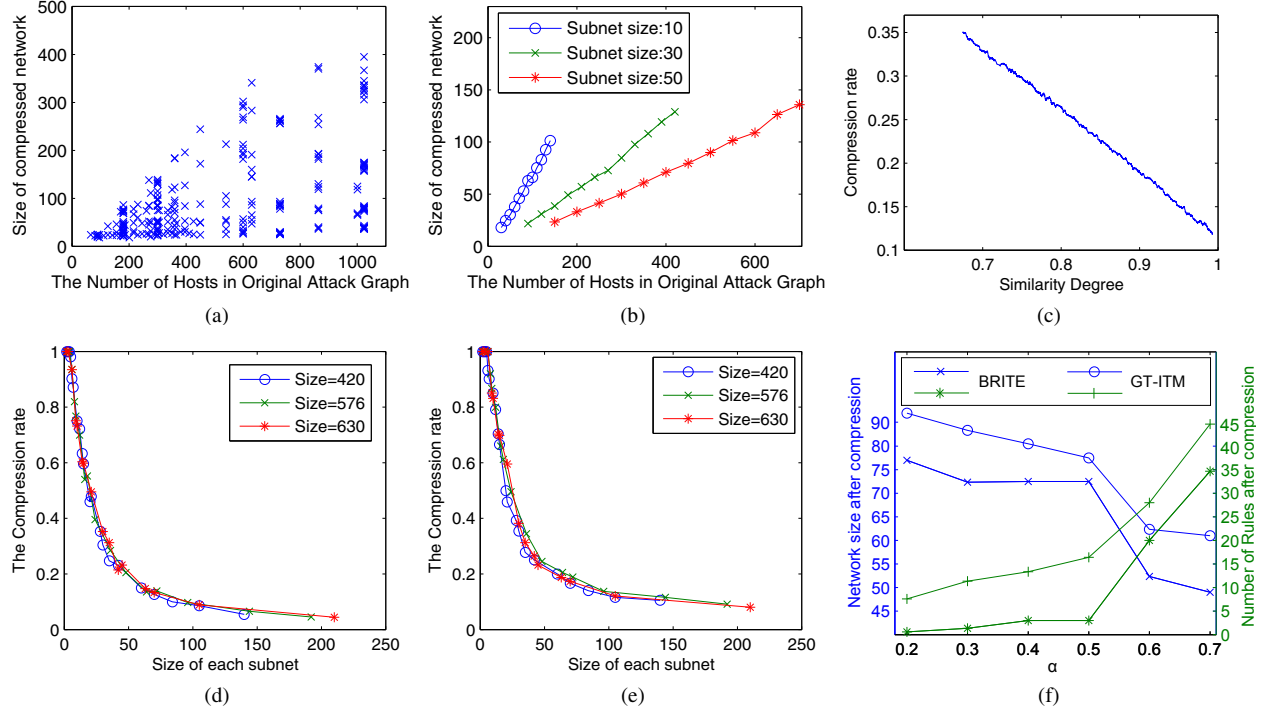 500
400
300
200
100
0
0 200 400 600 800 1000
Size of compressed network
The Number of Hosts in Original Attack Graph
(a)
200
150
100
50
0
0 200 400 600
Size of compressed network
Subnet size:10
Subnet size:30
Subnet size:50
The Number of Hosts in Original Attack Graph
(b)
0.35
0.3
0.25
0.2
0.15
0.1
0.7 0.8 0.9 1
Compression rate
Similarity Degree
(c)
1
0.8
0.6
0.4
0.2
0
0 50 100 150 200 250
The Compression rate
Size=420
Size=576
Size=630
Size of each subnet
(d)
1
0.8
0.6
0.4
0.2
0
0 50 100 150 200 250
The Compression rate
Size=420
Size=576
Size=630
Size of each subnet
(e)
BRITE GT-ITM
90
80
75
70
65
60
55
50
45
Network size after compression
45
40
35
30
25
20
15
10
5
0
Number of Rules after compression
0.2 0.3 0.4 0.5 0.6 0.7
α
(f)